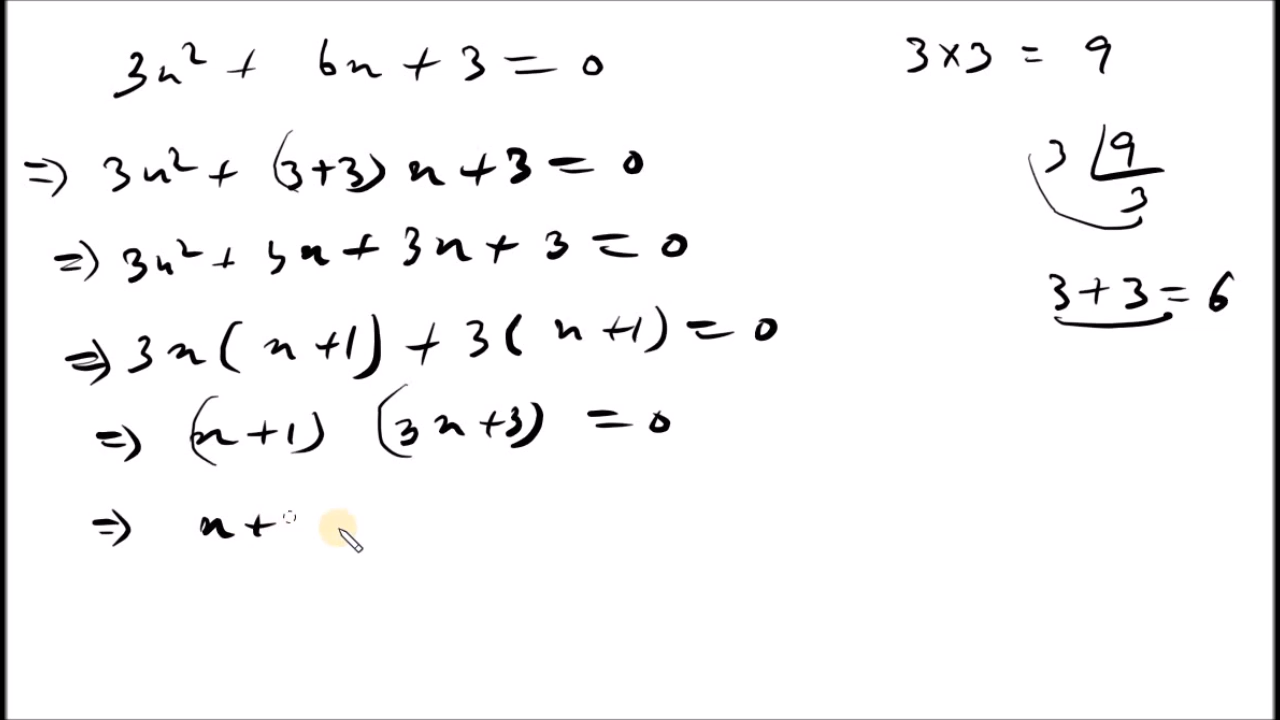 3x² + 6x + 3 = 0
⇒ 3x² + (3+3) x + 3 = 0
⇒ 3x² + 3x + 3x + 3 = 0
⇒ 3x ( x + 1 ) + 3 ( x + 1 ) = 0
⇒ (x + 1) (3x + 3) = 0
⇒ x +
3 × 3 = 9
3 | 9
3
3 + 3 = 6